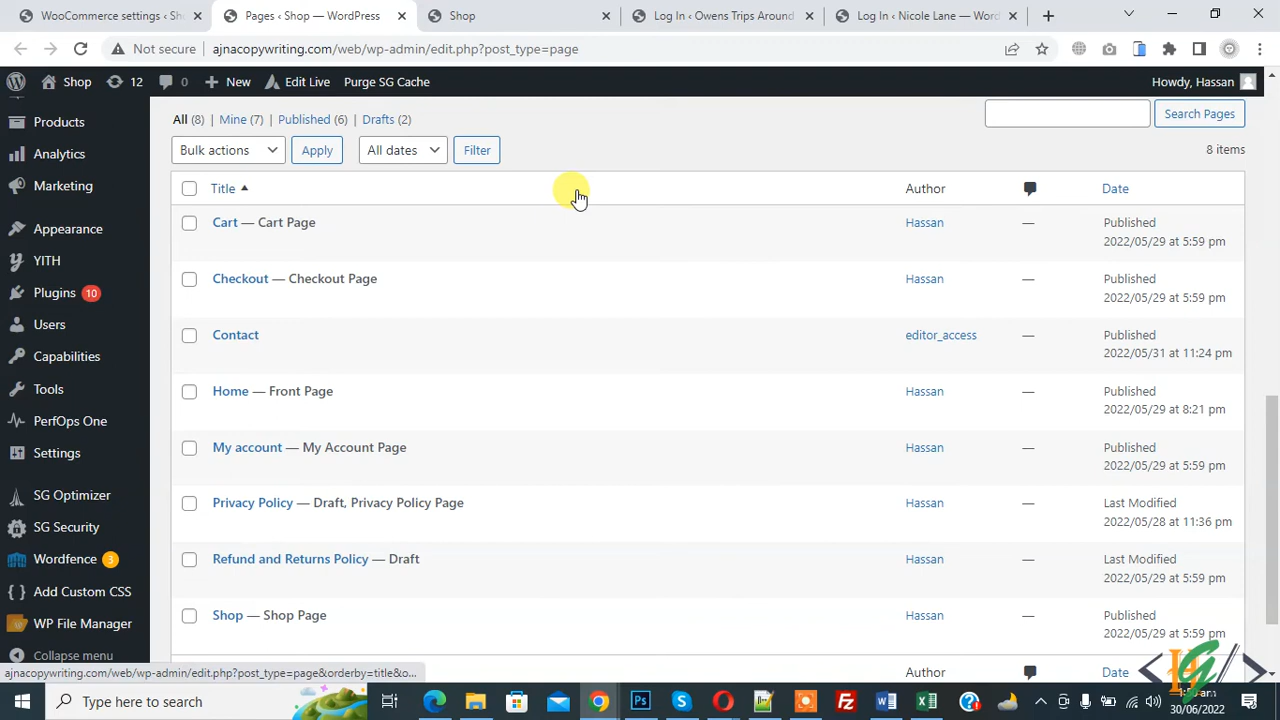 WooCommerce settings ‹ Sh
Pages ‹ Shop — WordPress
Shop
Log In ‹ Owens Trips Around
Log In ‹ Nicole Lane — Word
Not secure
ajnacopywriting.com/web/wp-admin/edit.php?post_type=page
Shop
12
0
New
Edit Live
Purge SG Cache
Howdy, Hassan
Products
Analytics
Marketing
Appearance
YITH
Plugins 10
Users
Capabilities
Tools
PerfOps One
Settings
SG Optimizer
SG Security
Wordfence 3
Add Custom CSS
WP File Manager
Collapse menu
All (8) | Mine (7) | Published (6) | Drafts (2)
Search Pages
Bulk actions
Apply
All dates
Filter
8 items
Title
Author
Date
Cart — Cart Page
Hassan
—
Published
2022/05/29 at 5:59 pm
Checkout — Checkout Page
Hassan
—
Published
2022/05/29 at 5:59 pm
Contact
editor_access
—
Published
2022/05/31 at 11:24 pm
Home — Front Page
Hassan
—
Published
2022/05/29 at 8:21 pm
My account — My Account Page
Hassan
—
Published
2022/05/29 at 5:59 pm
Privacy Policy — Draft, Privacy Policy Page
Hassan
—
Last Modified
2022/05/28 at 11:36 pm
Refund and Returns Policy — Draft
Hassan
—
Last Modified
2022/05/29 at 5:59 pm
Shop — Shop Page
Hassan
—
Published
2022/05/29 at 5:59 pm
Author
Date
ajnacopywriting.com/web/wp-admin/edit.php?post_type=page&orderby=title&o...
Type here to search
30/06/2022